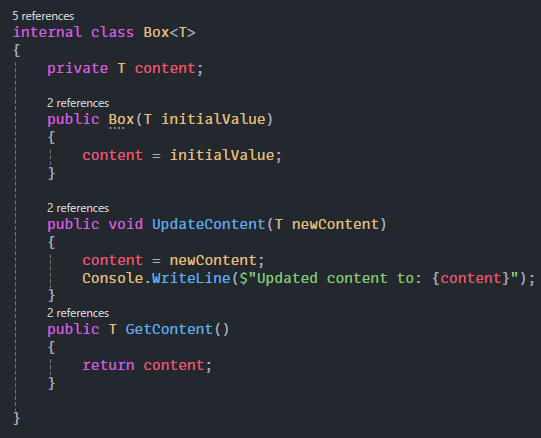 5 references
internal class Box<T>
{
private T content;
2 references
public Box(T initialValue)
{
content = initialValue;
}
2 references
public void UpdateContent(T newContent)
{
content = newContent;
Console.WriteLine($"Updated content to: {content}");
}
2 references
public T GetContent()
{
return content;
}
}